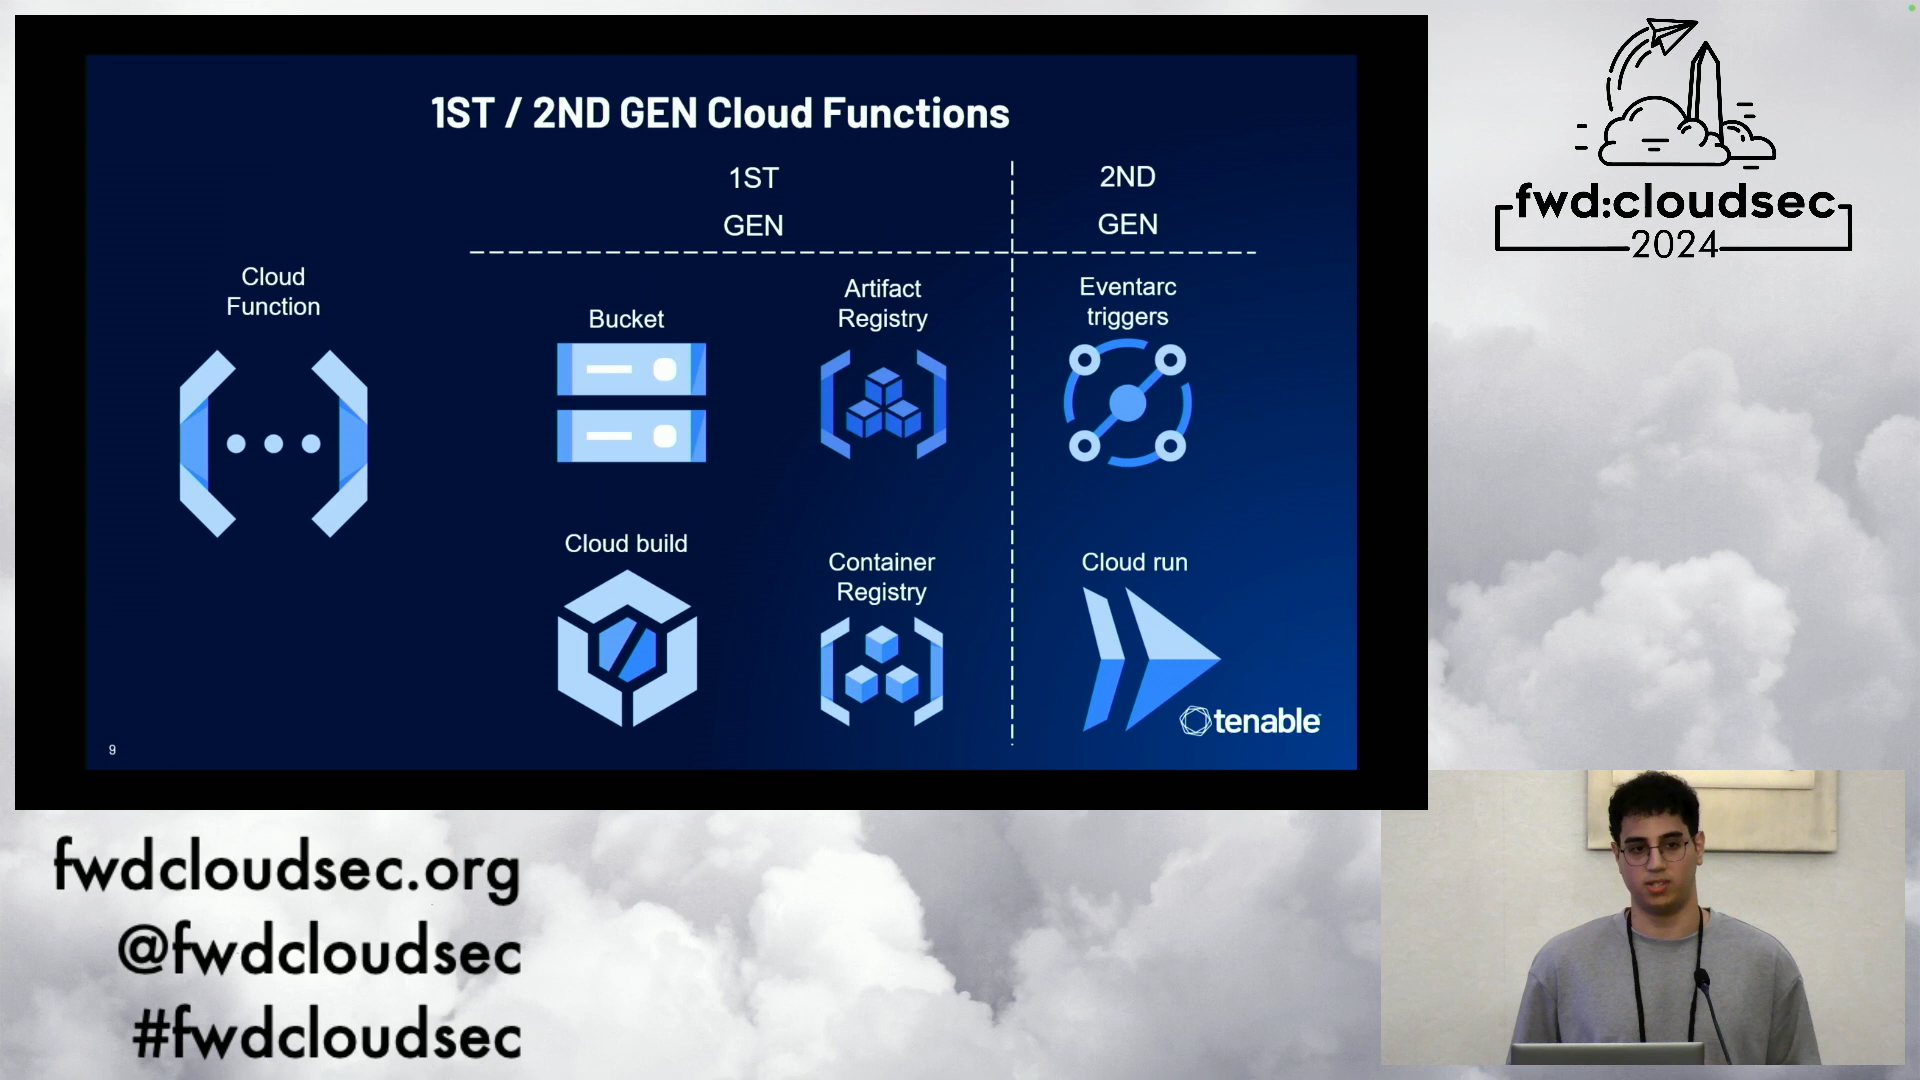 1ST / 2ND GEN Cloud Functions
1ST
GEN
2ND
GEN
Cloud
Function
Bucket
Artifact
Registry
Eventarc
triggers
Cloud build
Container
Registry
Cloud run
tenable
9
fwd:cloudsec
2024
fwdcloudsec.org
@fwdcloudsec
#fwdcloudsec